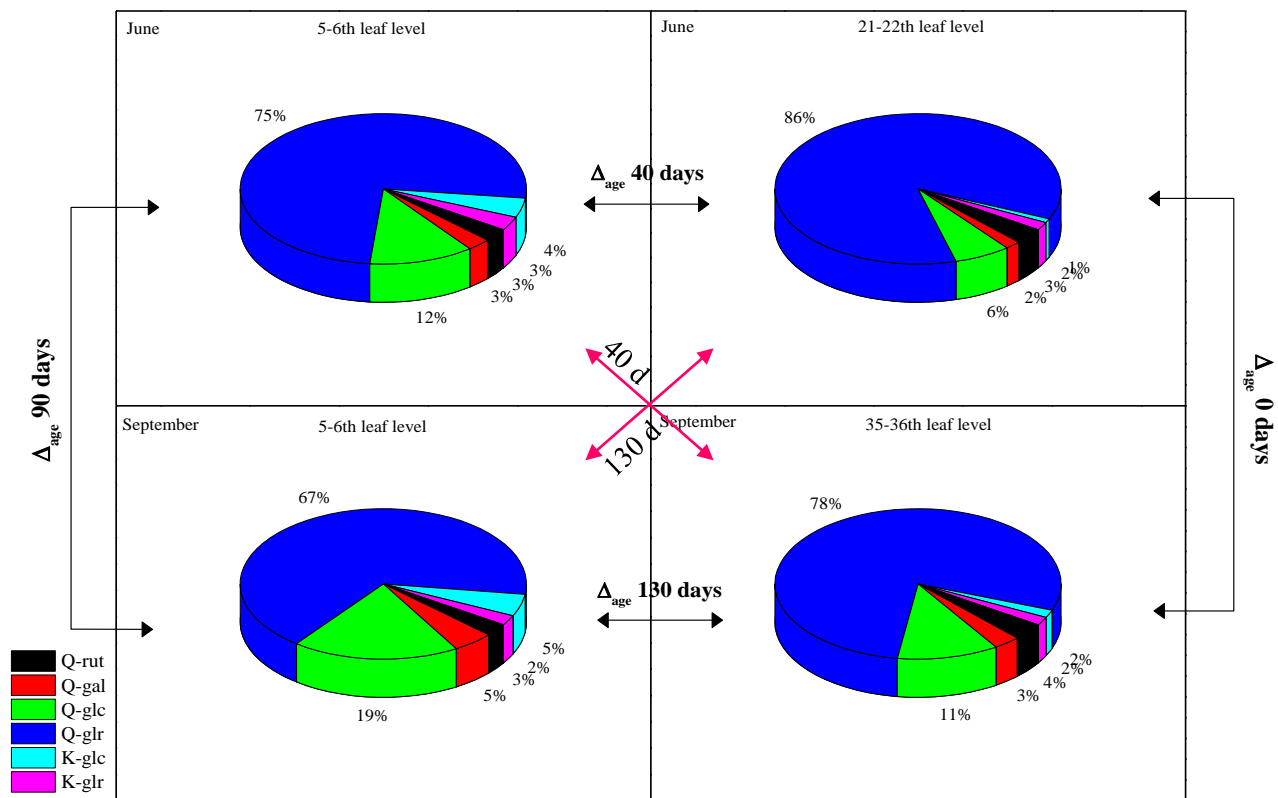 June
5-6th leaf level
75%
4%
3%
3%
3%
12%
June
21-22th leaf level
86%
1%
2%
3%
2%
6%
Δage 40 days
Δage 90 days
Δage 0 days
40 d
130 d
September
5-6th leaf level
67%
5%
2%
3%
5%
19%
September
35-36th leaf level
78%
2%
2%
4%
3%
11%
Δage 130 days
Q-rut
Q-gal
Q-glc
Q-glr
K-glc
K-glr